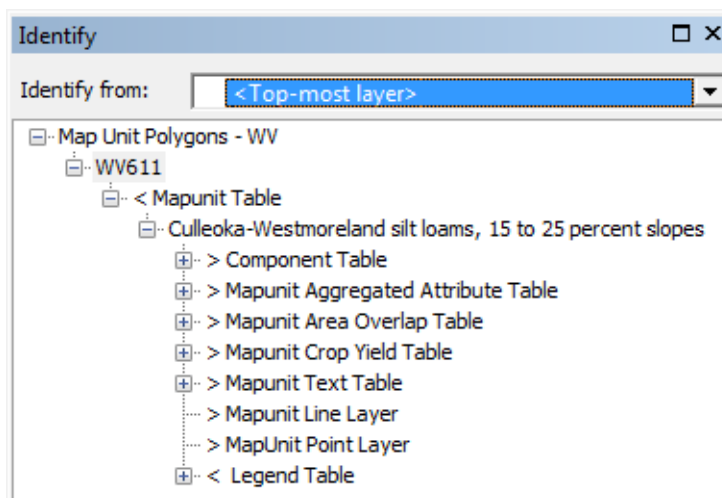 Identify
Identify from: <Top-most layer>
Map Unit Polygons - WV
WV611
< Mapunit Table
Culleoka-Westmoreland silt loams, 15 to 25 percent slopes
> Component Table
> Mapunit Aggregated Attribute Table
> Mapunit Area Overlap Table
> Mapunit Crop Yield Table
> Mapunit Text Table
> Mapunit Line Layer
> MapUnit Point Layer
< Legend Table